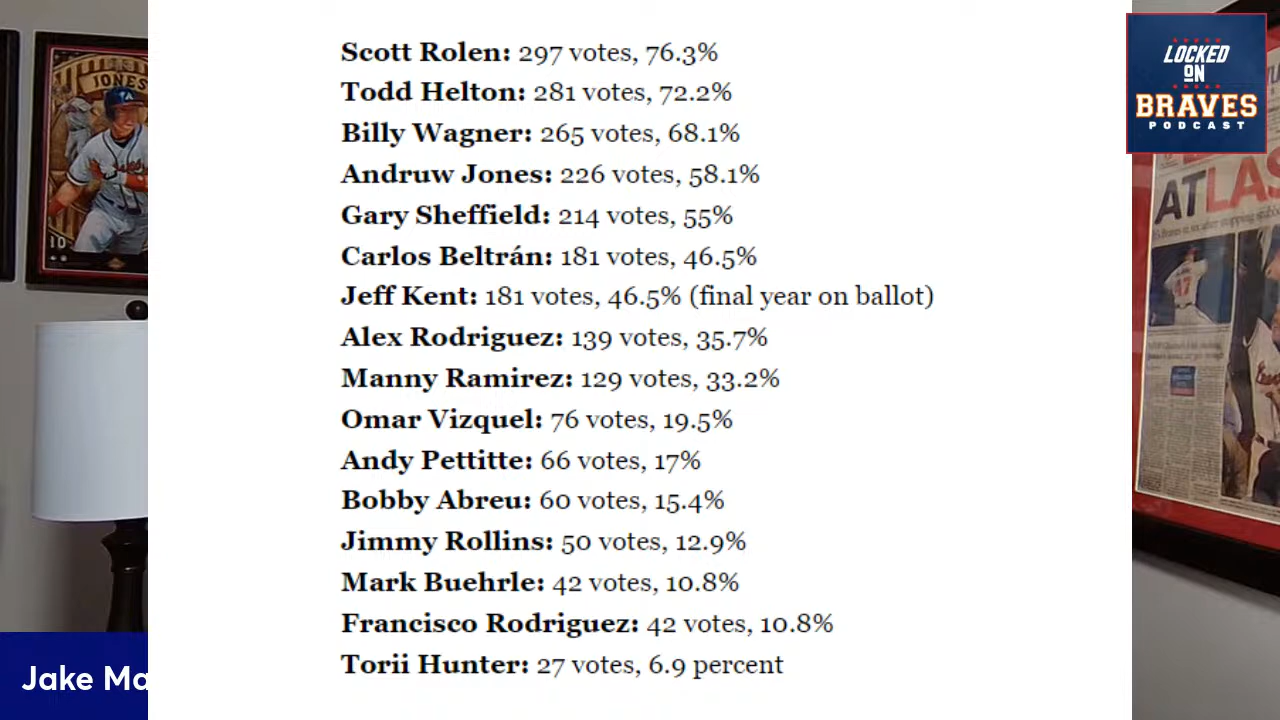 Scott Rolen: 297 votes, 76.3%
Todd Helton: 281 votes, 72.2%
Billy Wagner: 265 votes, 68.1%
Andruw Jones: 226 votes, 58.1%
Gary Sheffield: 214 votes, 55%
Carlos Beltrán: 181 votes, 46.5%
Jeff Kent: 181 votes, 46.5% (final year on ballot)
Alex Rodriguez: 139 votes, 35.7%
Manny Ramirez: 129 votes, 33.2%
Omar Vizquel: 76 votes, 19.5%
Andy Pettitte: 66 votes, 17%
Bobby Abreu: 60 votes, 15.4%
Jimmy Rollins: 50 votes, 12.9%
Mark Buehrle: 42 votes, 10.8%
Francisco Rodriguez: 42 votes, 10.8%
Torii Hunter: 27 votes, 6.9 percent
LOCKED
ON
BRAVES
PODCAST
JONES
10
ATLAS
47
Jake Ma